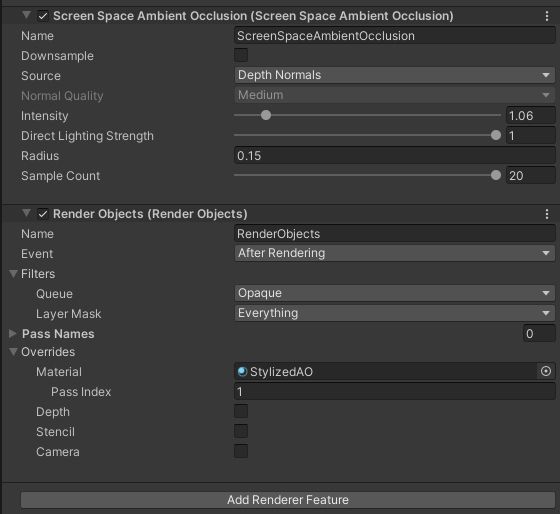 Screen Space Ambient Occlusion (Screen Space Ambient Occlusion)
Name ScreenSpaceAmbientOcclusion
Downsample
Source Depth Normals
Normal Quality Medium
Intensity 1.06
Direct Lighting Strength 1
Radius 0.15
Sample Count 20
Render Objects (Render Objects)
Name RenderObjects
Event After Rendering
Filters
Queue Opaque
Layer Mask Everything
Pass Names 0
Overrides
Material StylizedAO
Pass Index 1
Depth
Stencil
Camera
Add Renderer Feature